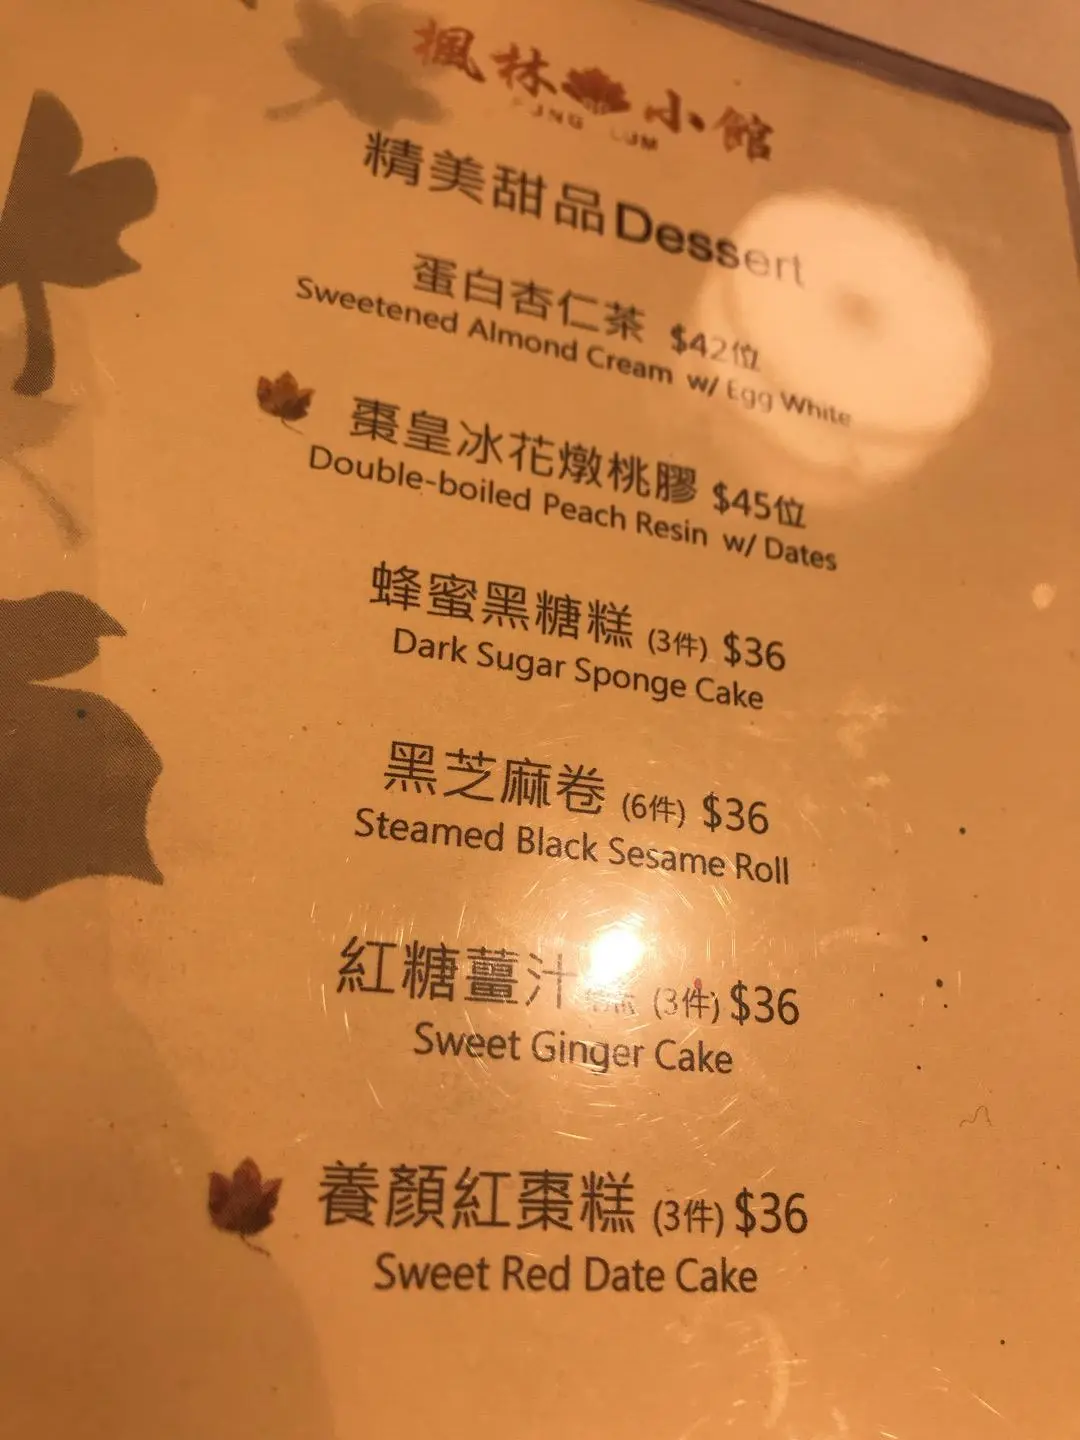 楓林小館
FUNG LUM
精美甜品Dessert
蛋白杏仁茶 $42位
Sweetened Almond Cream w/ Egg White
棗皇冰花燉桃膠 $45位
Double-boiled Peach Resin w/ Dates
蜂蜜黑糖糕 (3件) $36
Dark Sugar Sponge Cake
黑芝麻卷 (6件) $36
Steamed Black Sesame Roll
紅糖薑汁 (3件) $36
Sweet Ginger Cake
養顏紅棗糕 (3件) $36
Sweet Red Date Cake